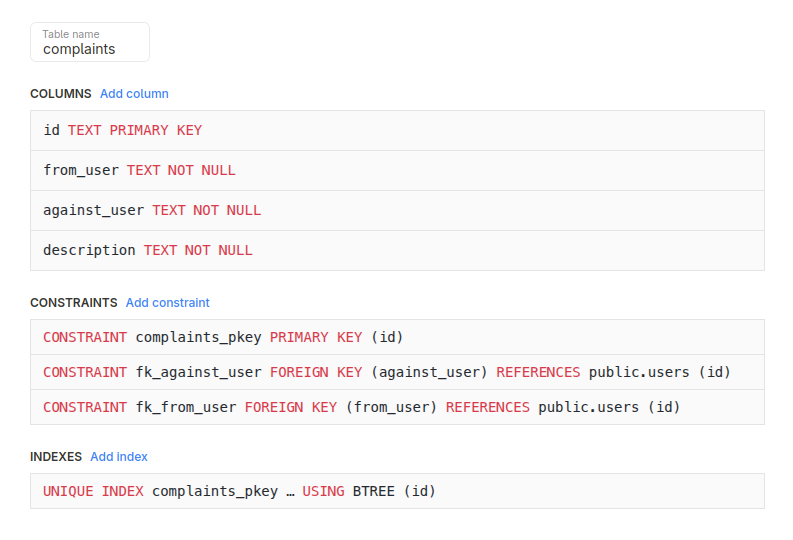 Table name
complaints
COLUMNS Add column
id TEXT PRIMARY KEY
from_user TEXT NOT NULL
against_user TEXT NOT NULL
description TEXT NOT NULL
CONSTRAINTS Add constraint
CONSTRAINT complaints_pkey PRIMARY KEY (id)
CONSTRAINT fk_against_user FOREIGN KEY (against_user) REFERENCES public.users (id)
CONSTRAINT fk_from_user FOREIGN KEY (from_user) REFERENCES public.users (id)
INDEXES Add index
UNIQUE INDEX complaints_pkey … USING BTREE (id)